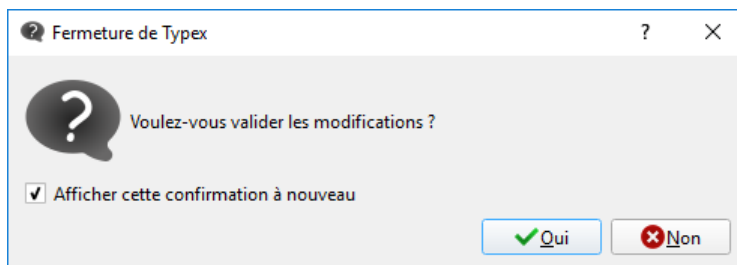 Fermeture de Typex
Voulez-vous valider les modifications ?
Afficher cette confirmation à nouveau
Oui
Non